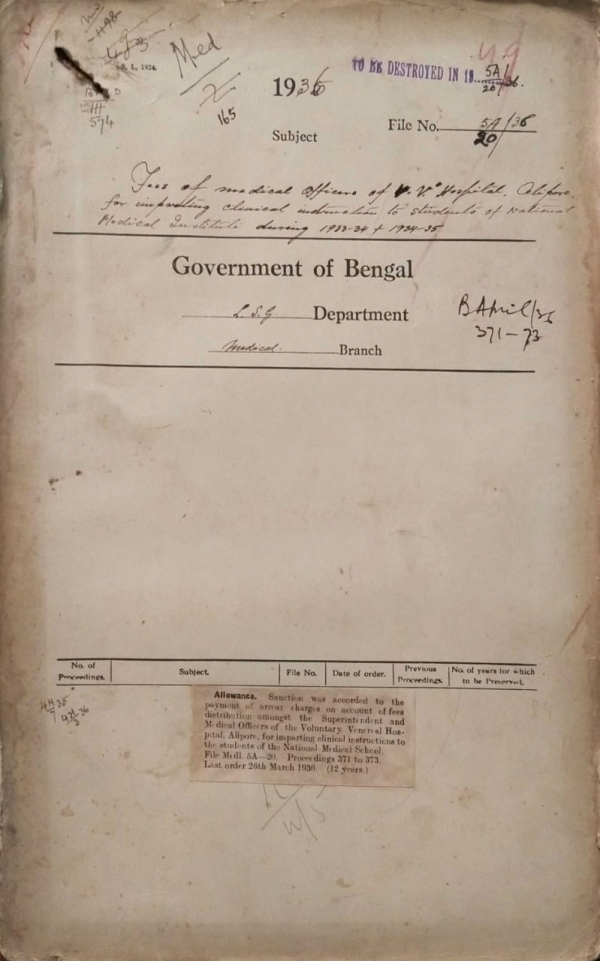 Med
TO BE DESTROYED IN 19
5A/36
20
1936
165
574
Subject
File No. 5A/36
20
Fees of medical Officers of V. V. Hospital, Alipore,
for imparting clinical instruction to students of National
Medical Institute during 1933-34 & 1934-35
Government of Bengal
L.S.G Department
Medical. Branch
B April/36
371-73
No. of Proceedings.
Subject.
File No.
Date of order.
Previous Proceedings.
No. of years for which to be Preserved.
Allowance. Sanction was accorded to the
payment of arrear charges on account of fees
distribution amongst the Superintendent and
Medical Officers of the Voluntary Venereal Hos-
pital, Alipore, for imparting clinical instructions to
the students of the National Medical School.
File Medl. 5A—20. Proceedings 371 to 373.
Last order 26th March 1936. (12 years.)